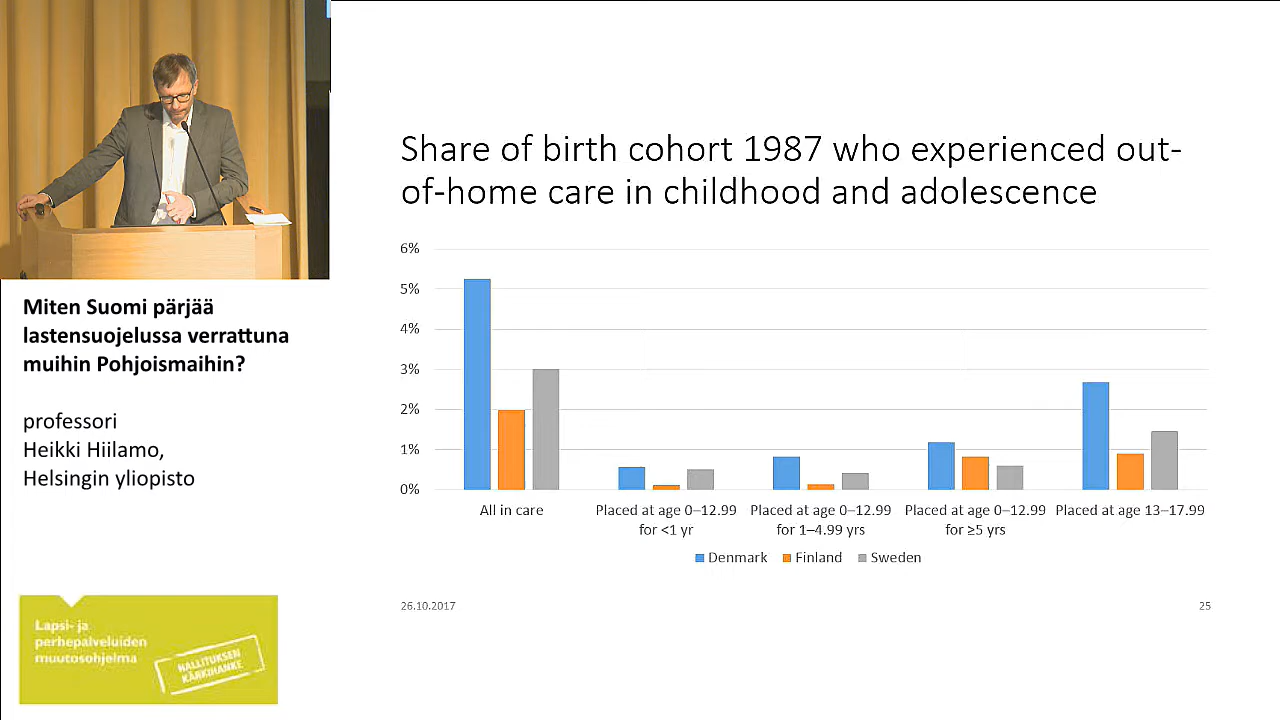 Miten Suomi pärjää
lastensuojelussa verrattuna
muihin Pohjoismaihin?
professori
Heikki Hiilamo,
Helsingin yliopisto
Lapsi- ja
perhepalveluiden
muutosohjelma
HALLITUKSEN
KÄRKIHANKE
Share of birth cohort 1987 who experienced out-
of-home care in childhood and adolescence
6%
5%
4%
3%
2%
1%
0%
All in care
Placed at age 0–12.99
for <1 yr
Placed at age 0–12.99
for 1–4.99 yrs
Placed at age 0–12.99
for ≥5 yrs
Placed at age 13–17.99
Denmark Finland Sweden
26.10.2017
25